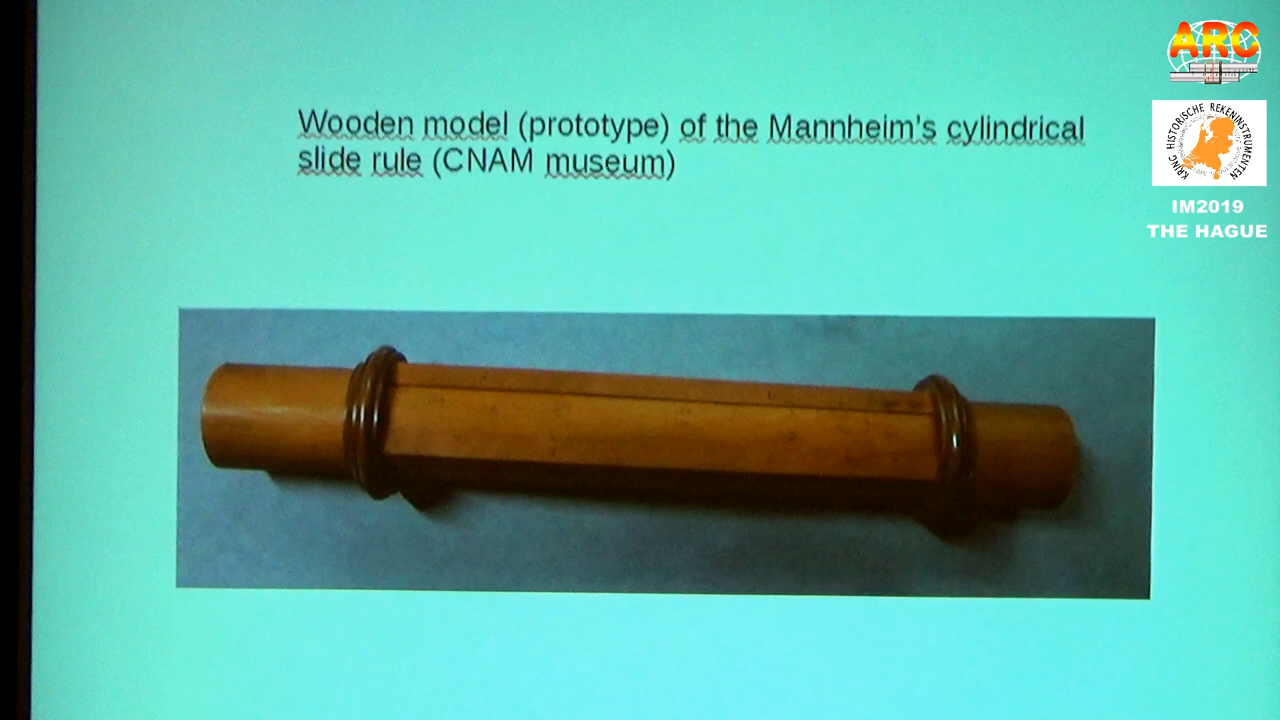 Wooden model (prototype) of the Mannheim's cylindrical
slide rule (CNAM museum)
ARC
KRING HISTORISCHE REKENINSTRUMENTEN
IM2019
THE HAGUE